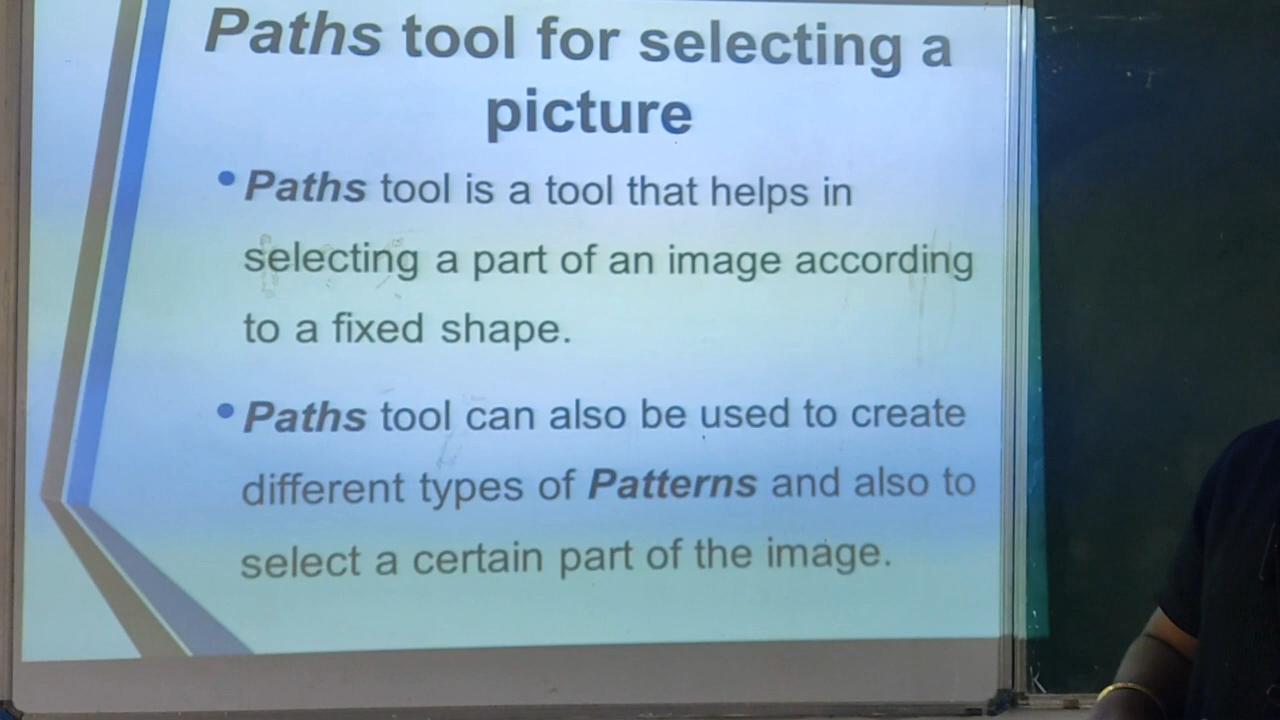 Paths tool for selecting a
picture
• Paths tool is a tool that helps in
selecting a part of an image according
to a fixed shape.
• Paths tool can also be used to create
different types of Patterns and also to
select a certain part of the image.